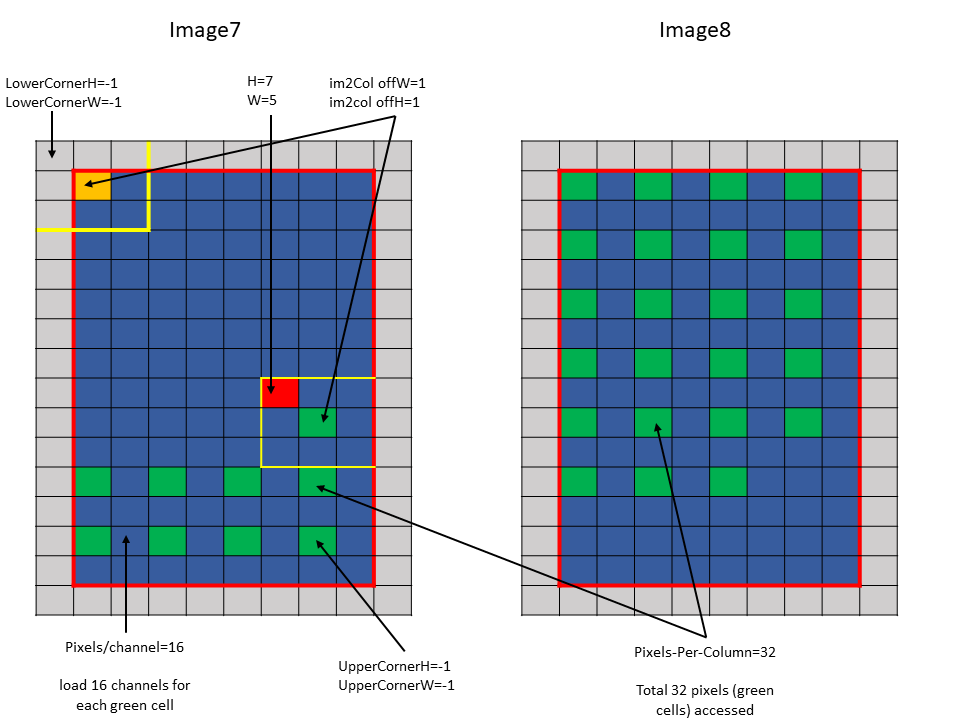 Image7
Image8
LowerCornerH=-1
LowerCornerW=-1
H=7
W=5
im2Col offW=1
im2col offH=1
Pixels/channel=16
load 16 channels for
each green cell
UpperCornerH=-1
UpperCornerW=-1
Pixels-Per-Column=32
Total 32 pixels (green
cells) accessed